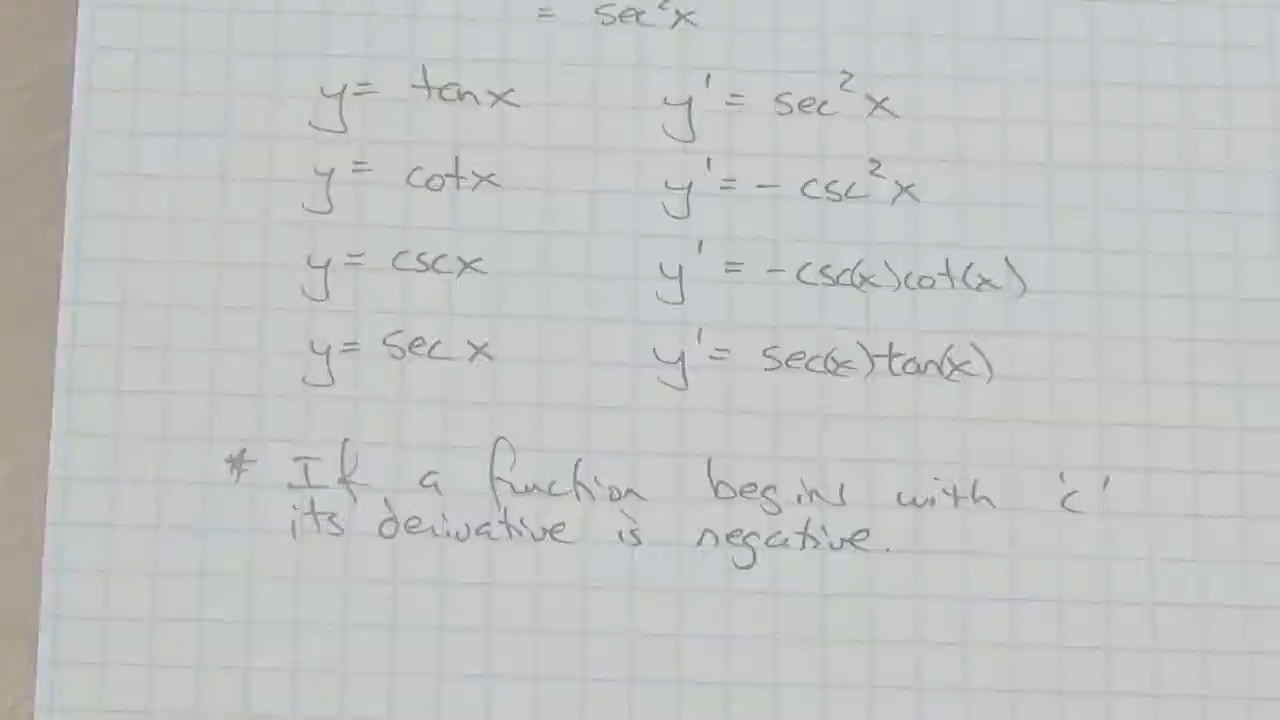 = sec²x
y = tanx y' = sec²x
y = cotx y' = - csc²x
y = cscx y' = -csc(x)cot(x)
y = sec x y' = sec(x)tan(x)
* If a function begins with 'c'
its derivative is negative.